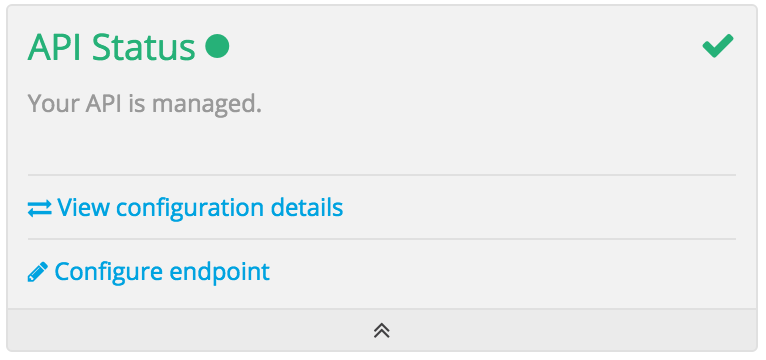 API Status
Your API is managed.
View configuration details
Configure endpoint